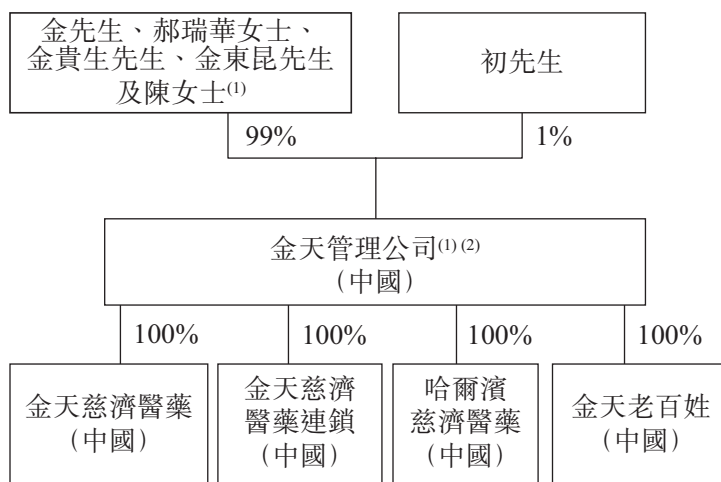 金先生、郝瑞華女士、
金貴生先生、金東昆先生
及陳女士(1)
初先生
99%
1%
金天管理公司(1) (2)
（中國）
100%
100%
100%
100%
金天慈濟醫藥
（中國）
金天慈濟
醫藥連鎖
（中國）
哈爾濱
慈濟醫藥
（中國）
金天老百姓
（中國）